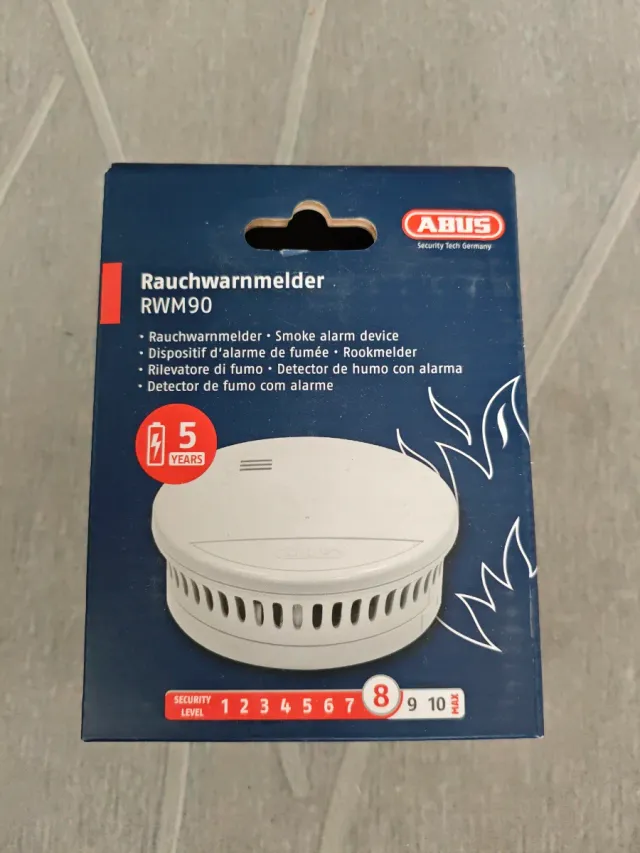 ABUS
Security Tech Germany
Rauchwarnmelder
RWM90
• Rauchwarnmelder • Smoke alarm device
• Dispositif d'alarme de fumée • Rookmelder
• Rilevatore di fumo • Detector de humo con alarma
• Detector de fumo com alarme
5
YEARS
ABUS
SECURITY LEVEL 1 2 3 4 5 6 7 8 9 10 MAX